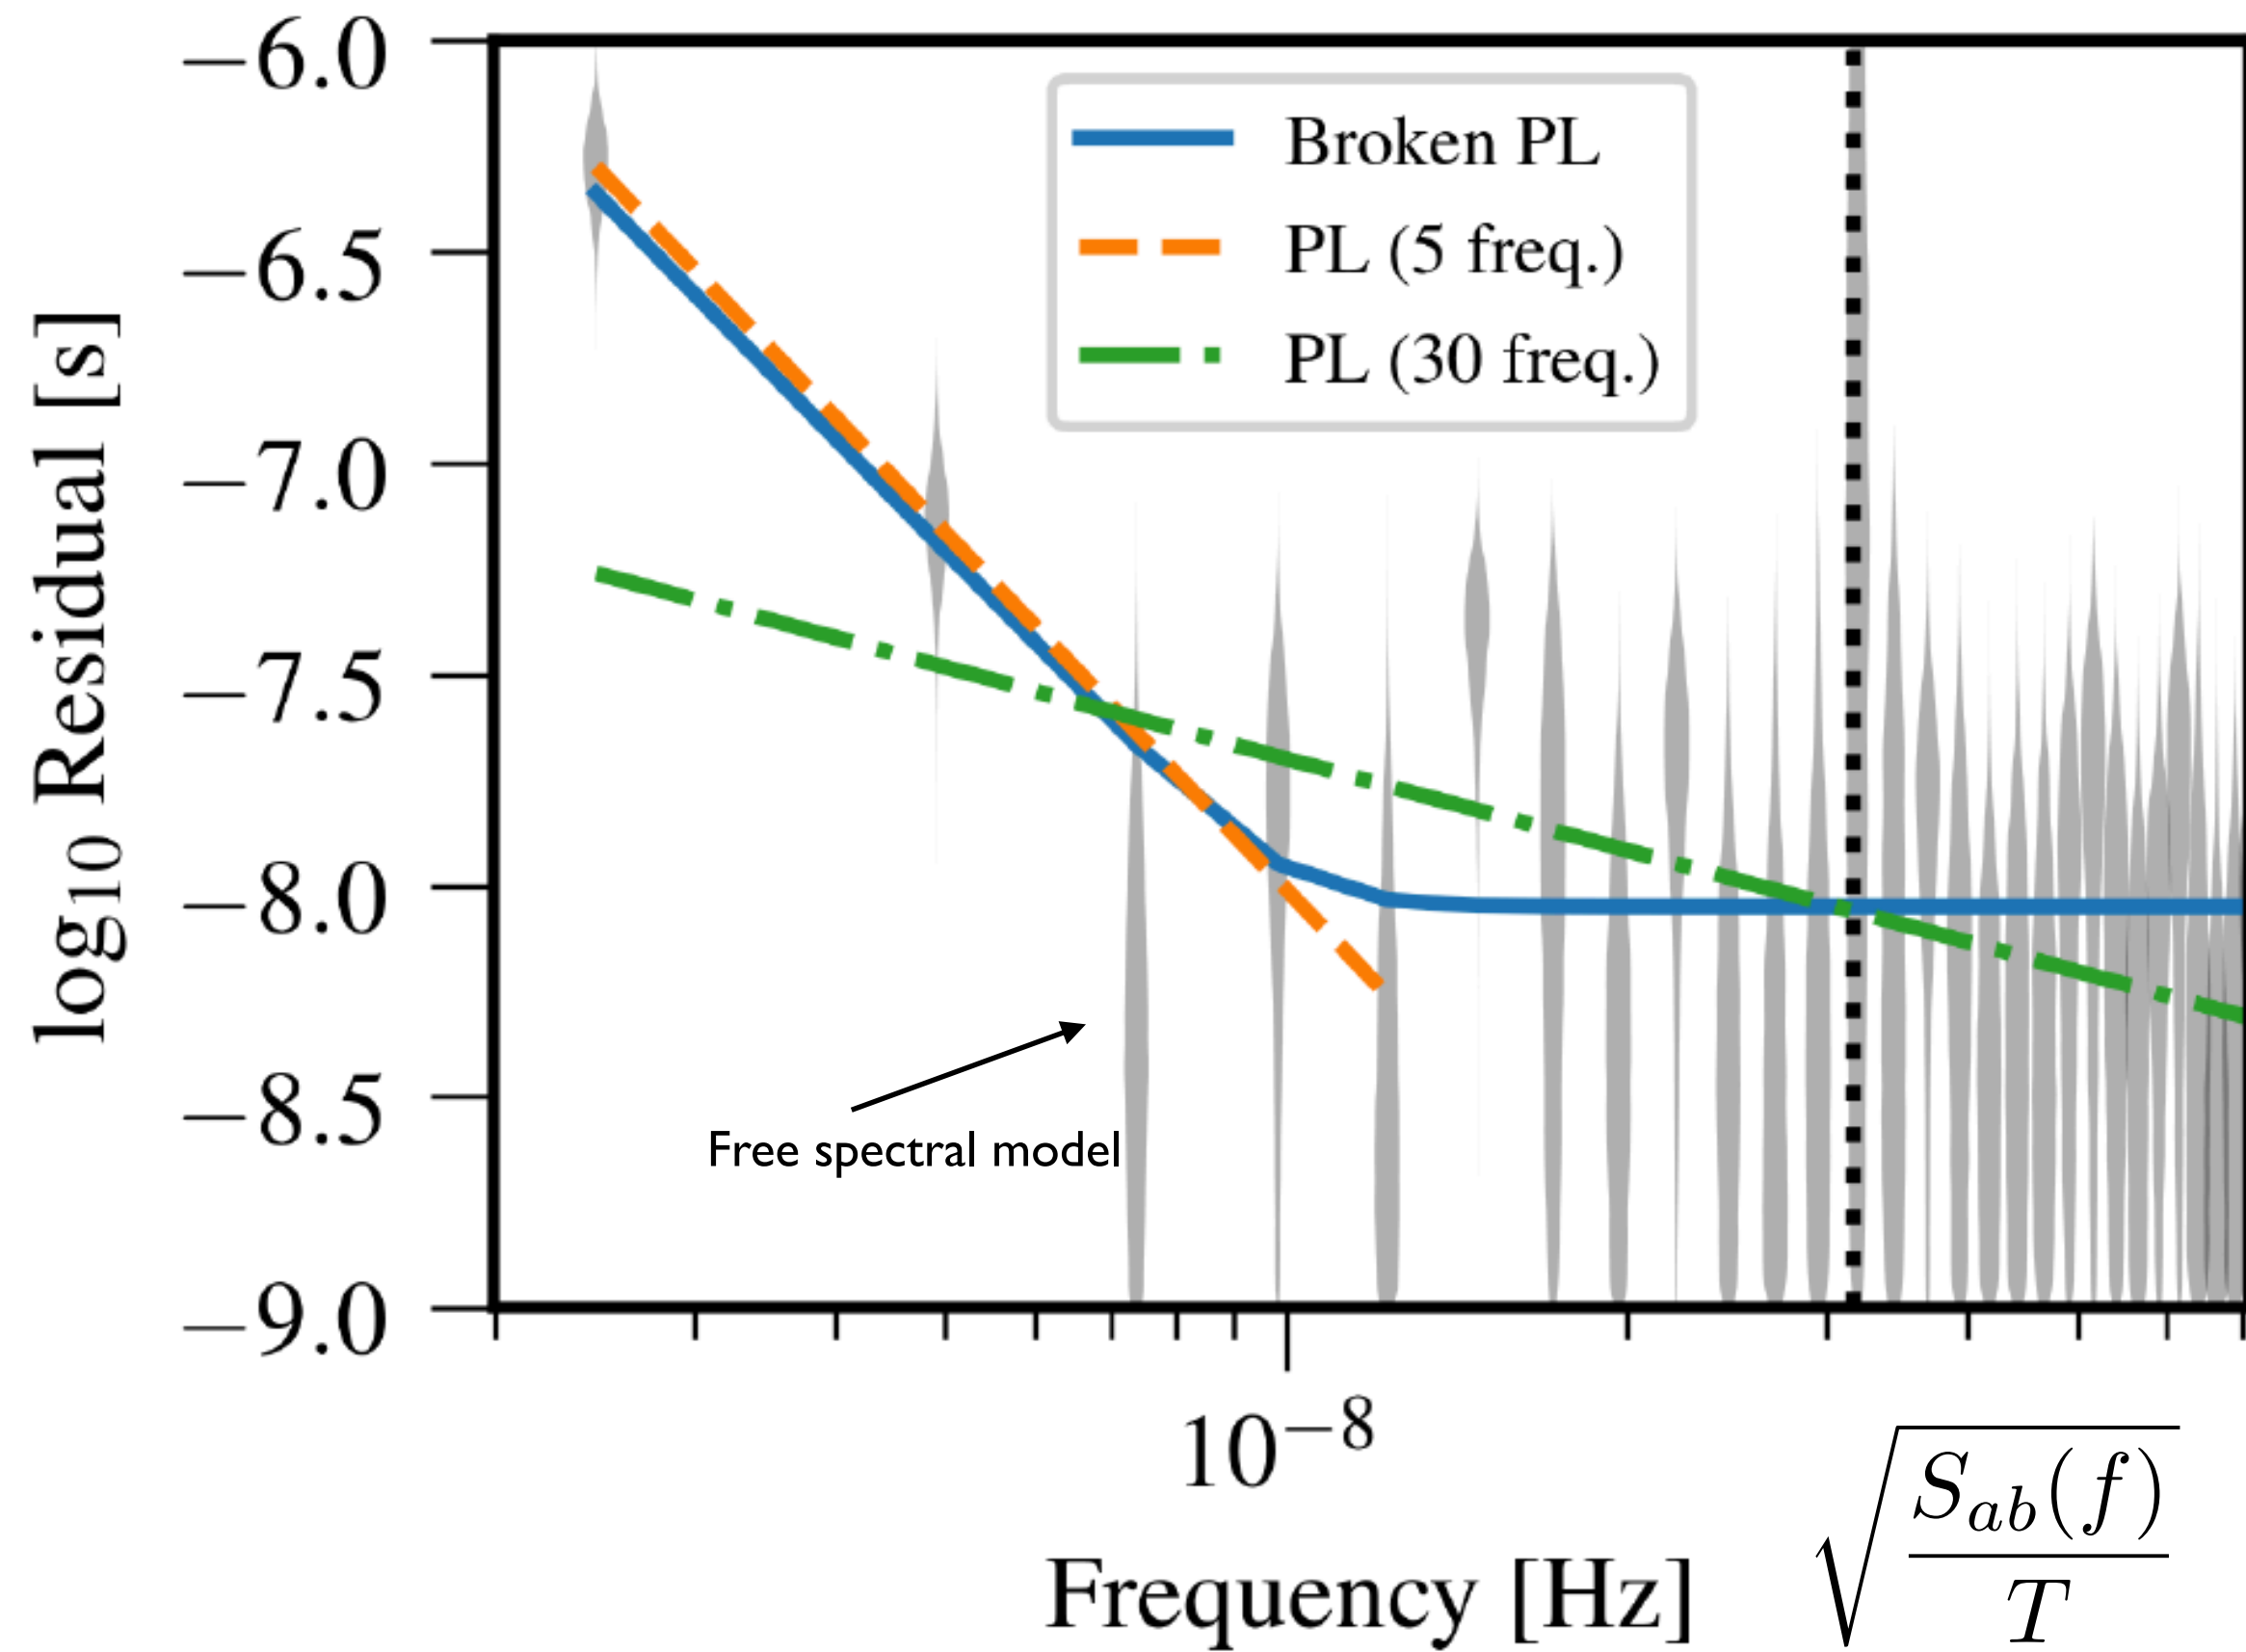 −6.0
−6.5
−7.0
−7.5
−8.0
−8.5
−9.0
log₁₀ Residual [s]
Broken PL
PL (5 freq.)
PL (30 freq.)
Free spectral model
10⁻⁸
Frequency [Hz]
√(S_ab(f)/T)